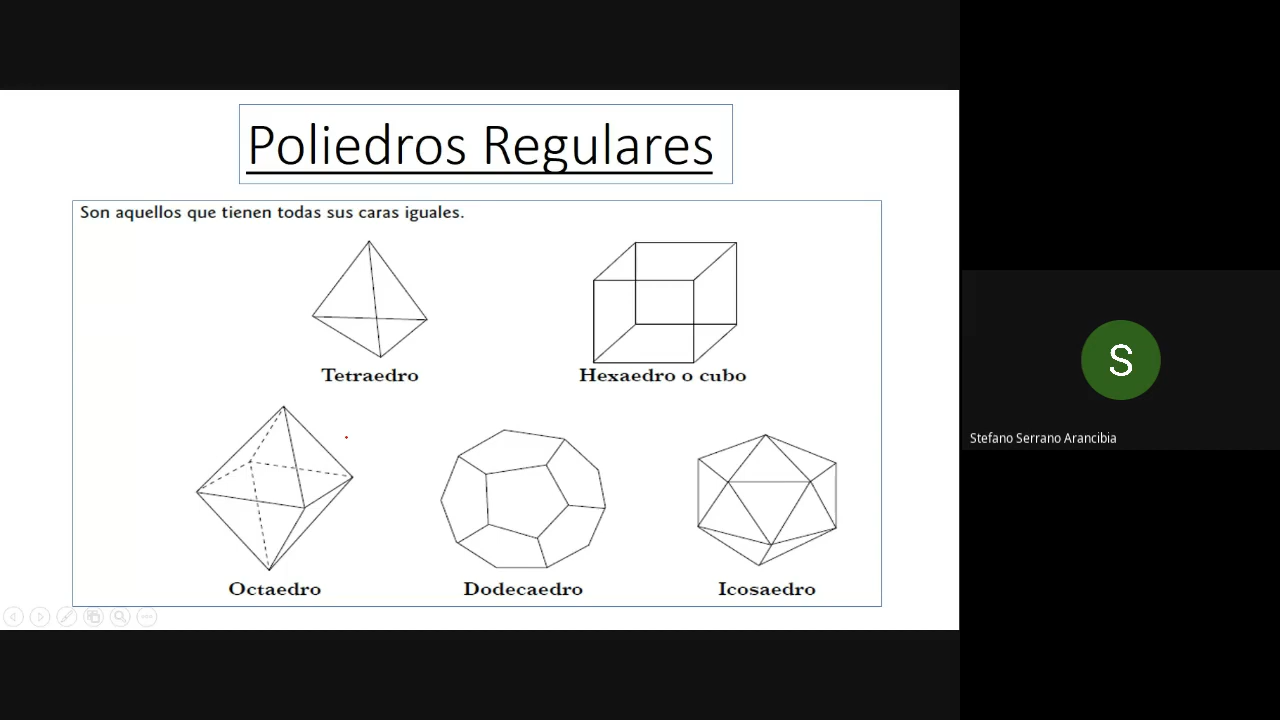 Poliedros Regulares
Son aquellos que tienen todas sus caras iguales.
Tetraedro
Hexaedro o cubo
Octaedro
Dodecaedro
Icosaedro
S
Stefano Serrano Arancibia